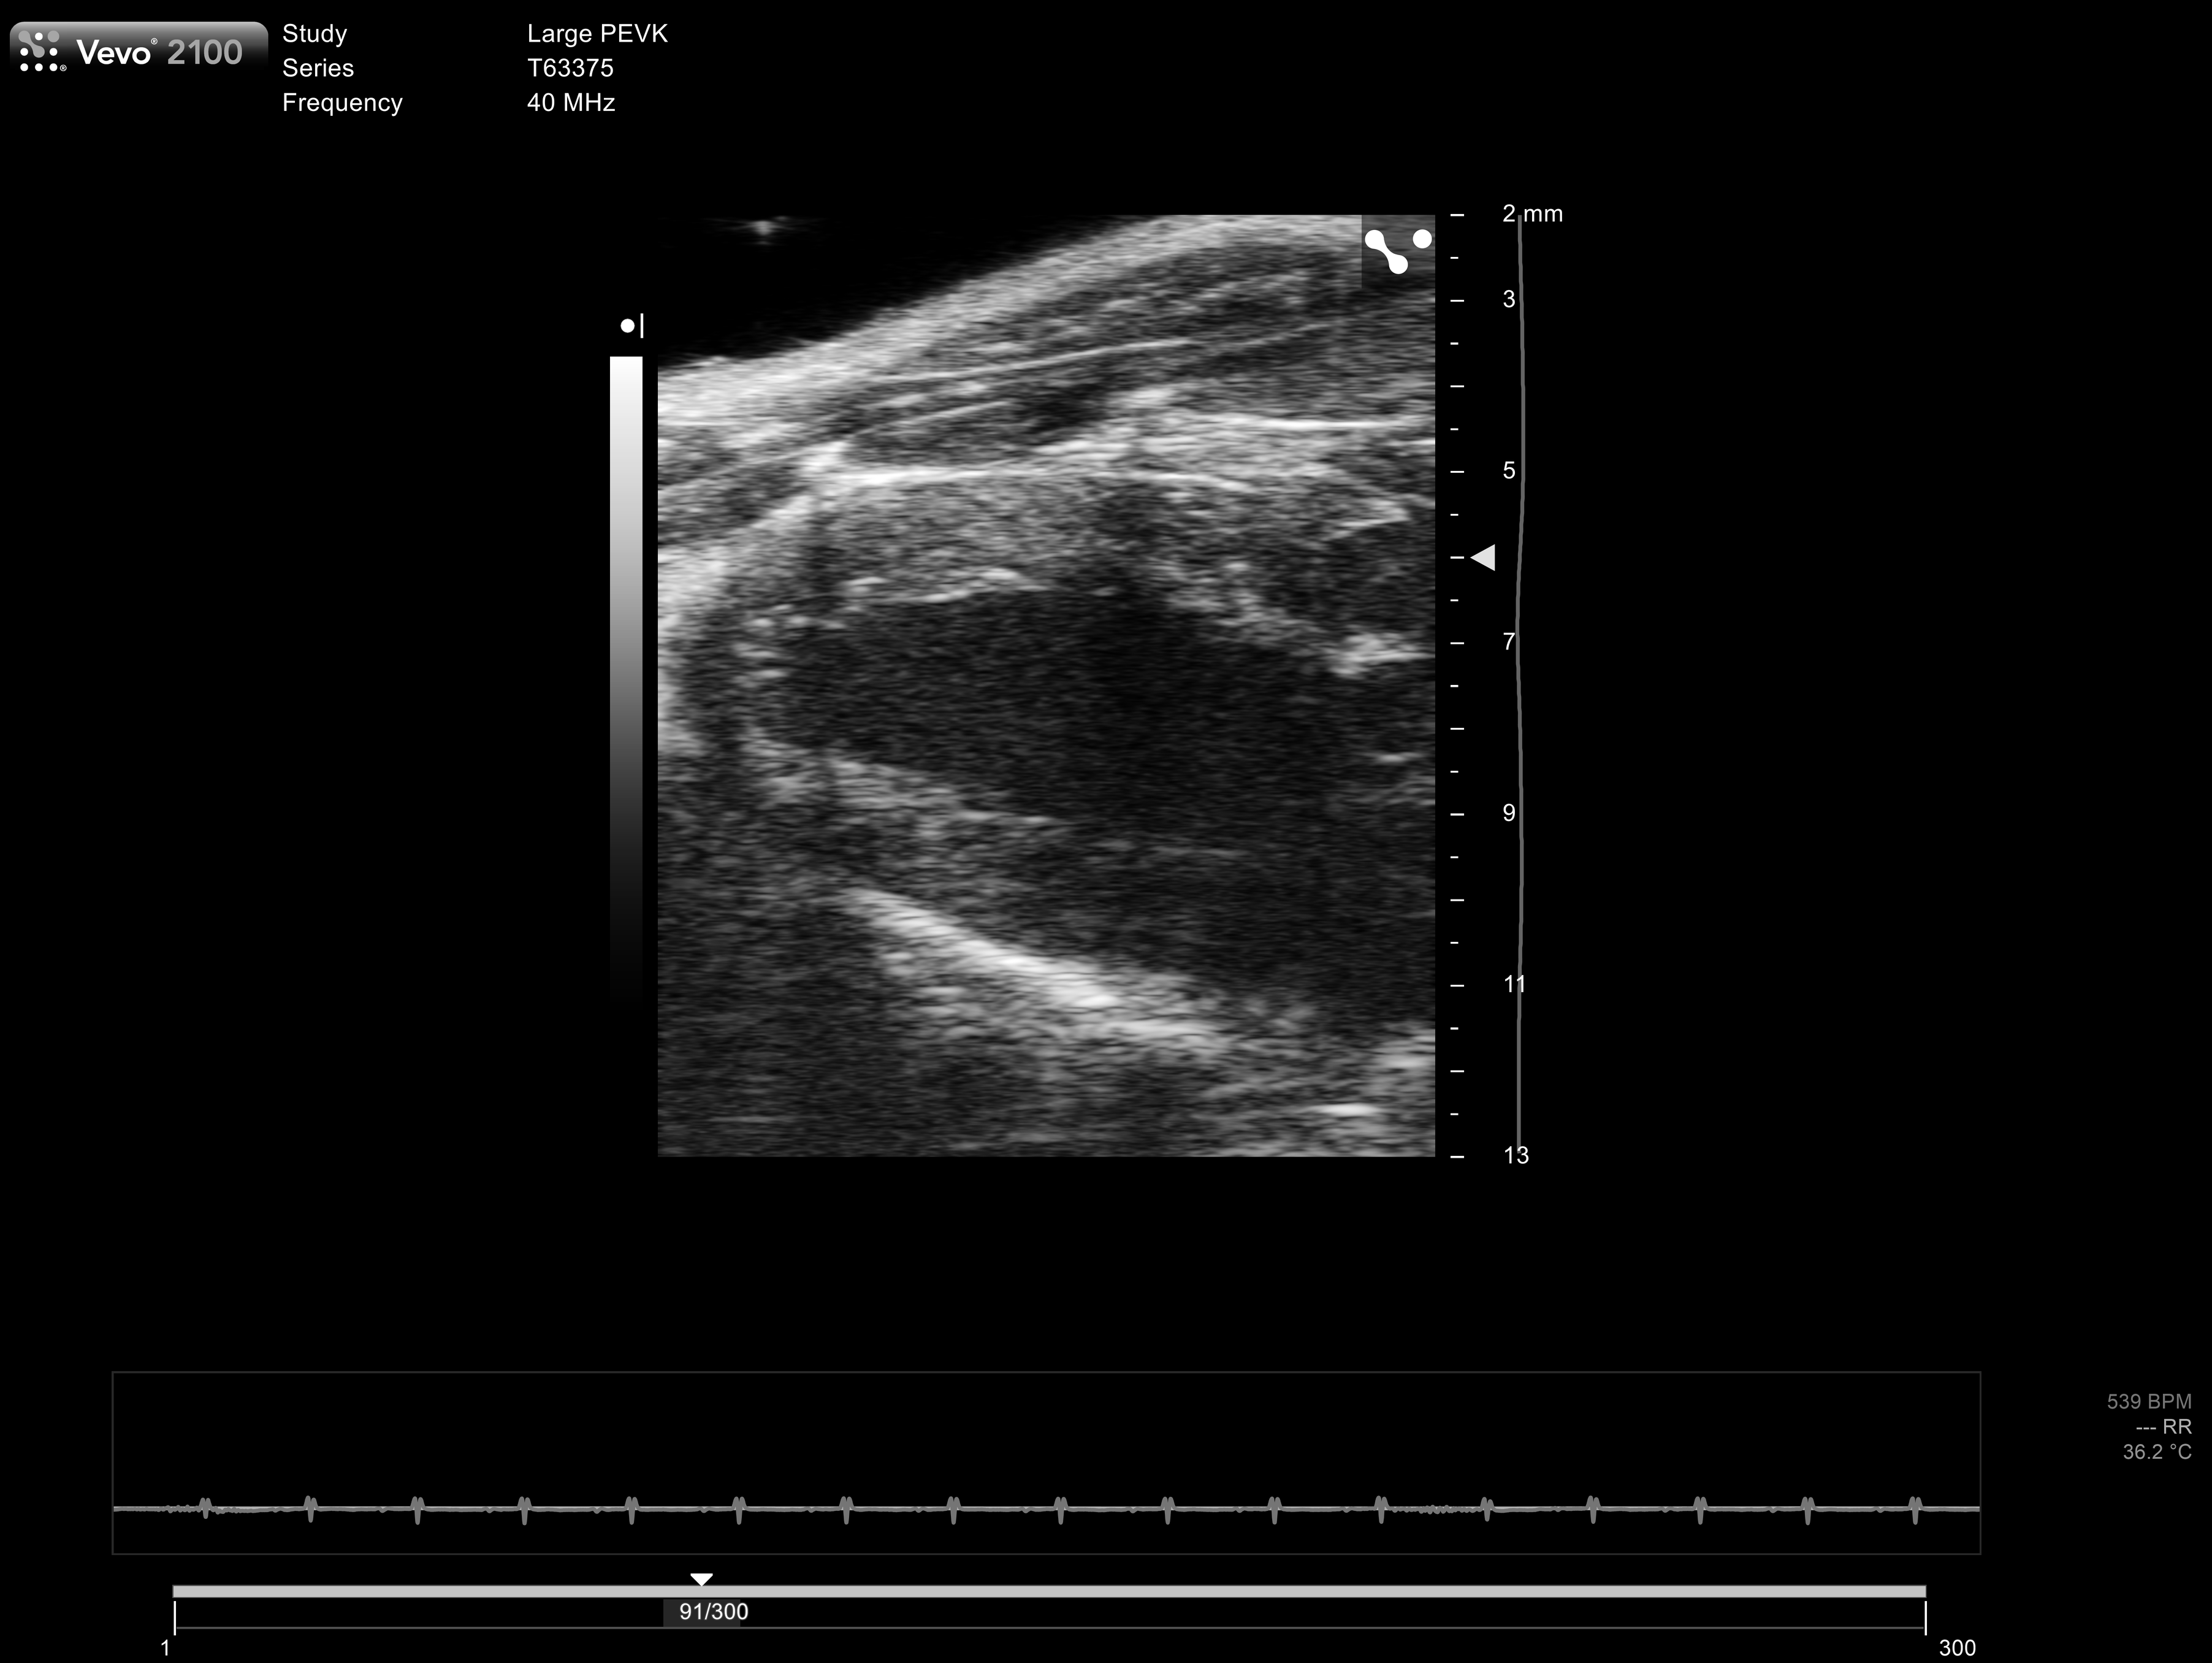 Vevo® 2100
Study Large PEVK
Series T63375
Frequency 40 MHz
2 mm
3
5
7
9
11
13
539 BPM
--- RR
36.2 °C
91/300
1
300